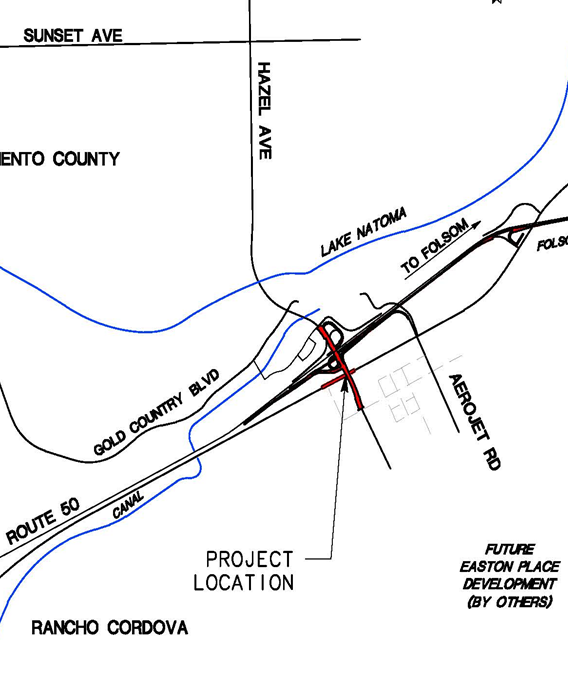 SUNSET AVE
HAZEL AVE
ENTO COUNTY
LAKE NATOMA
TO FOLSOM
FOLSO
GOLD COUNTRY BLVD
AEROJET RD
ROUTE 50
CANAL
PROJECT
LOCATION
FUTURE
EASTON PLACE
DEVELOPMENT
(BY OTHERS)
RANCHO CORDOVA